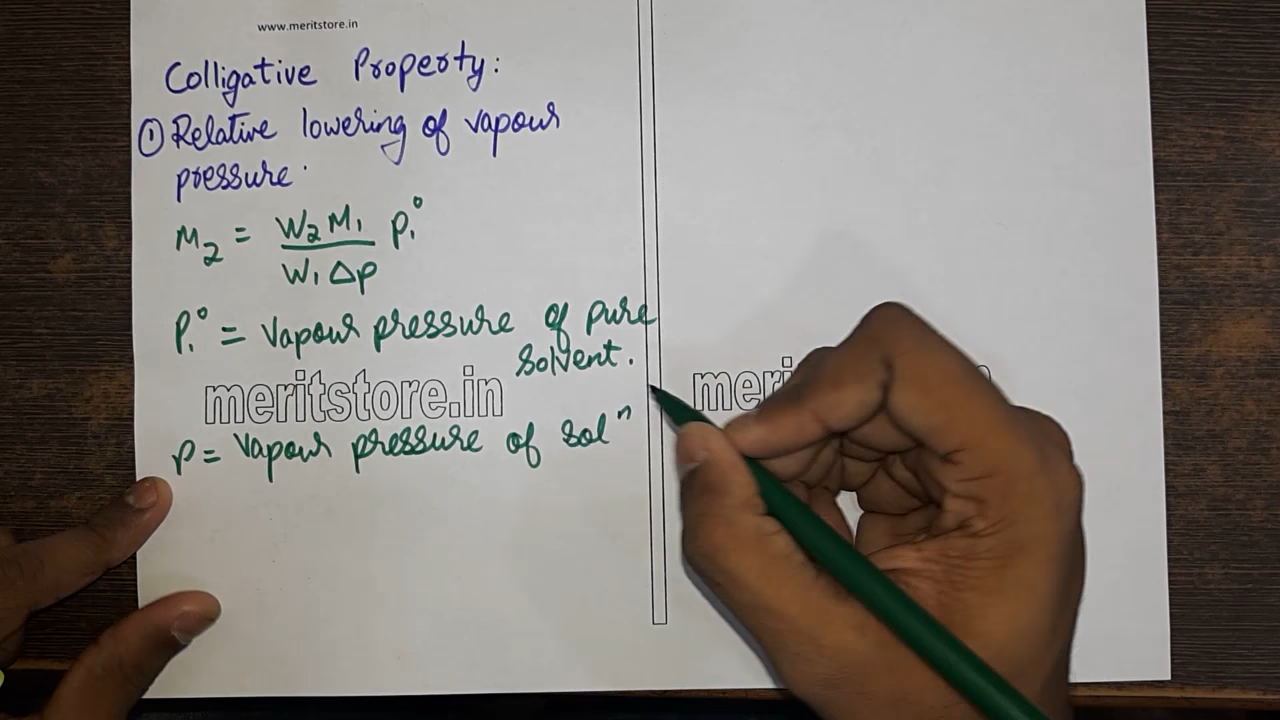 www.meritstore.in
Colligative Property:
① Relative lowering of vapour
pressure.
M₂ = W₂ M₁ / W₁ Δp P₁°
P₁° = Vapour pressure of pure
solvent.
meritstore.in
P = Vapour pressure of solⁿ